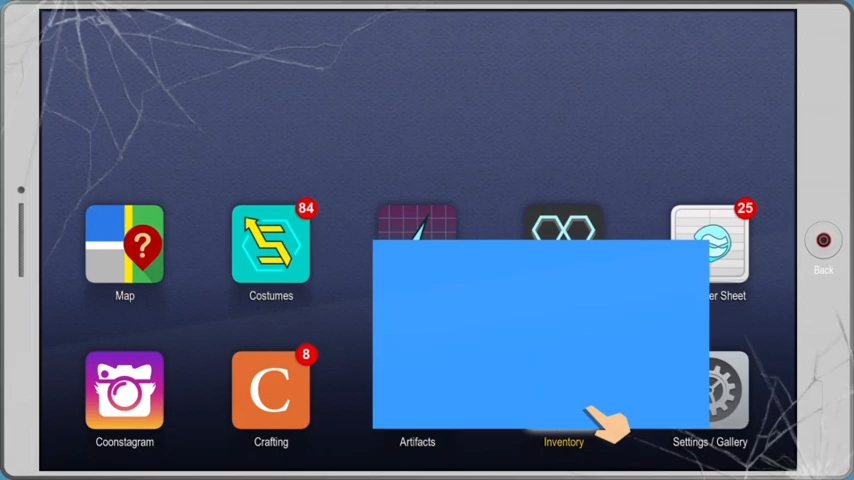 84
25
Map
Costumes
er Sheet
Back
8
C
Coonstagram
Crafting
Artifacts
Inventory
Settings / Gallery